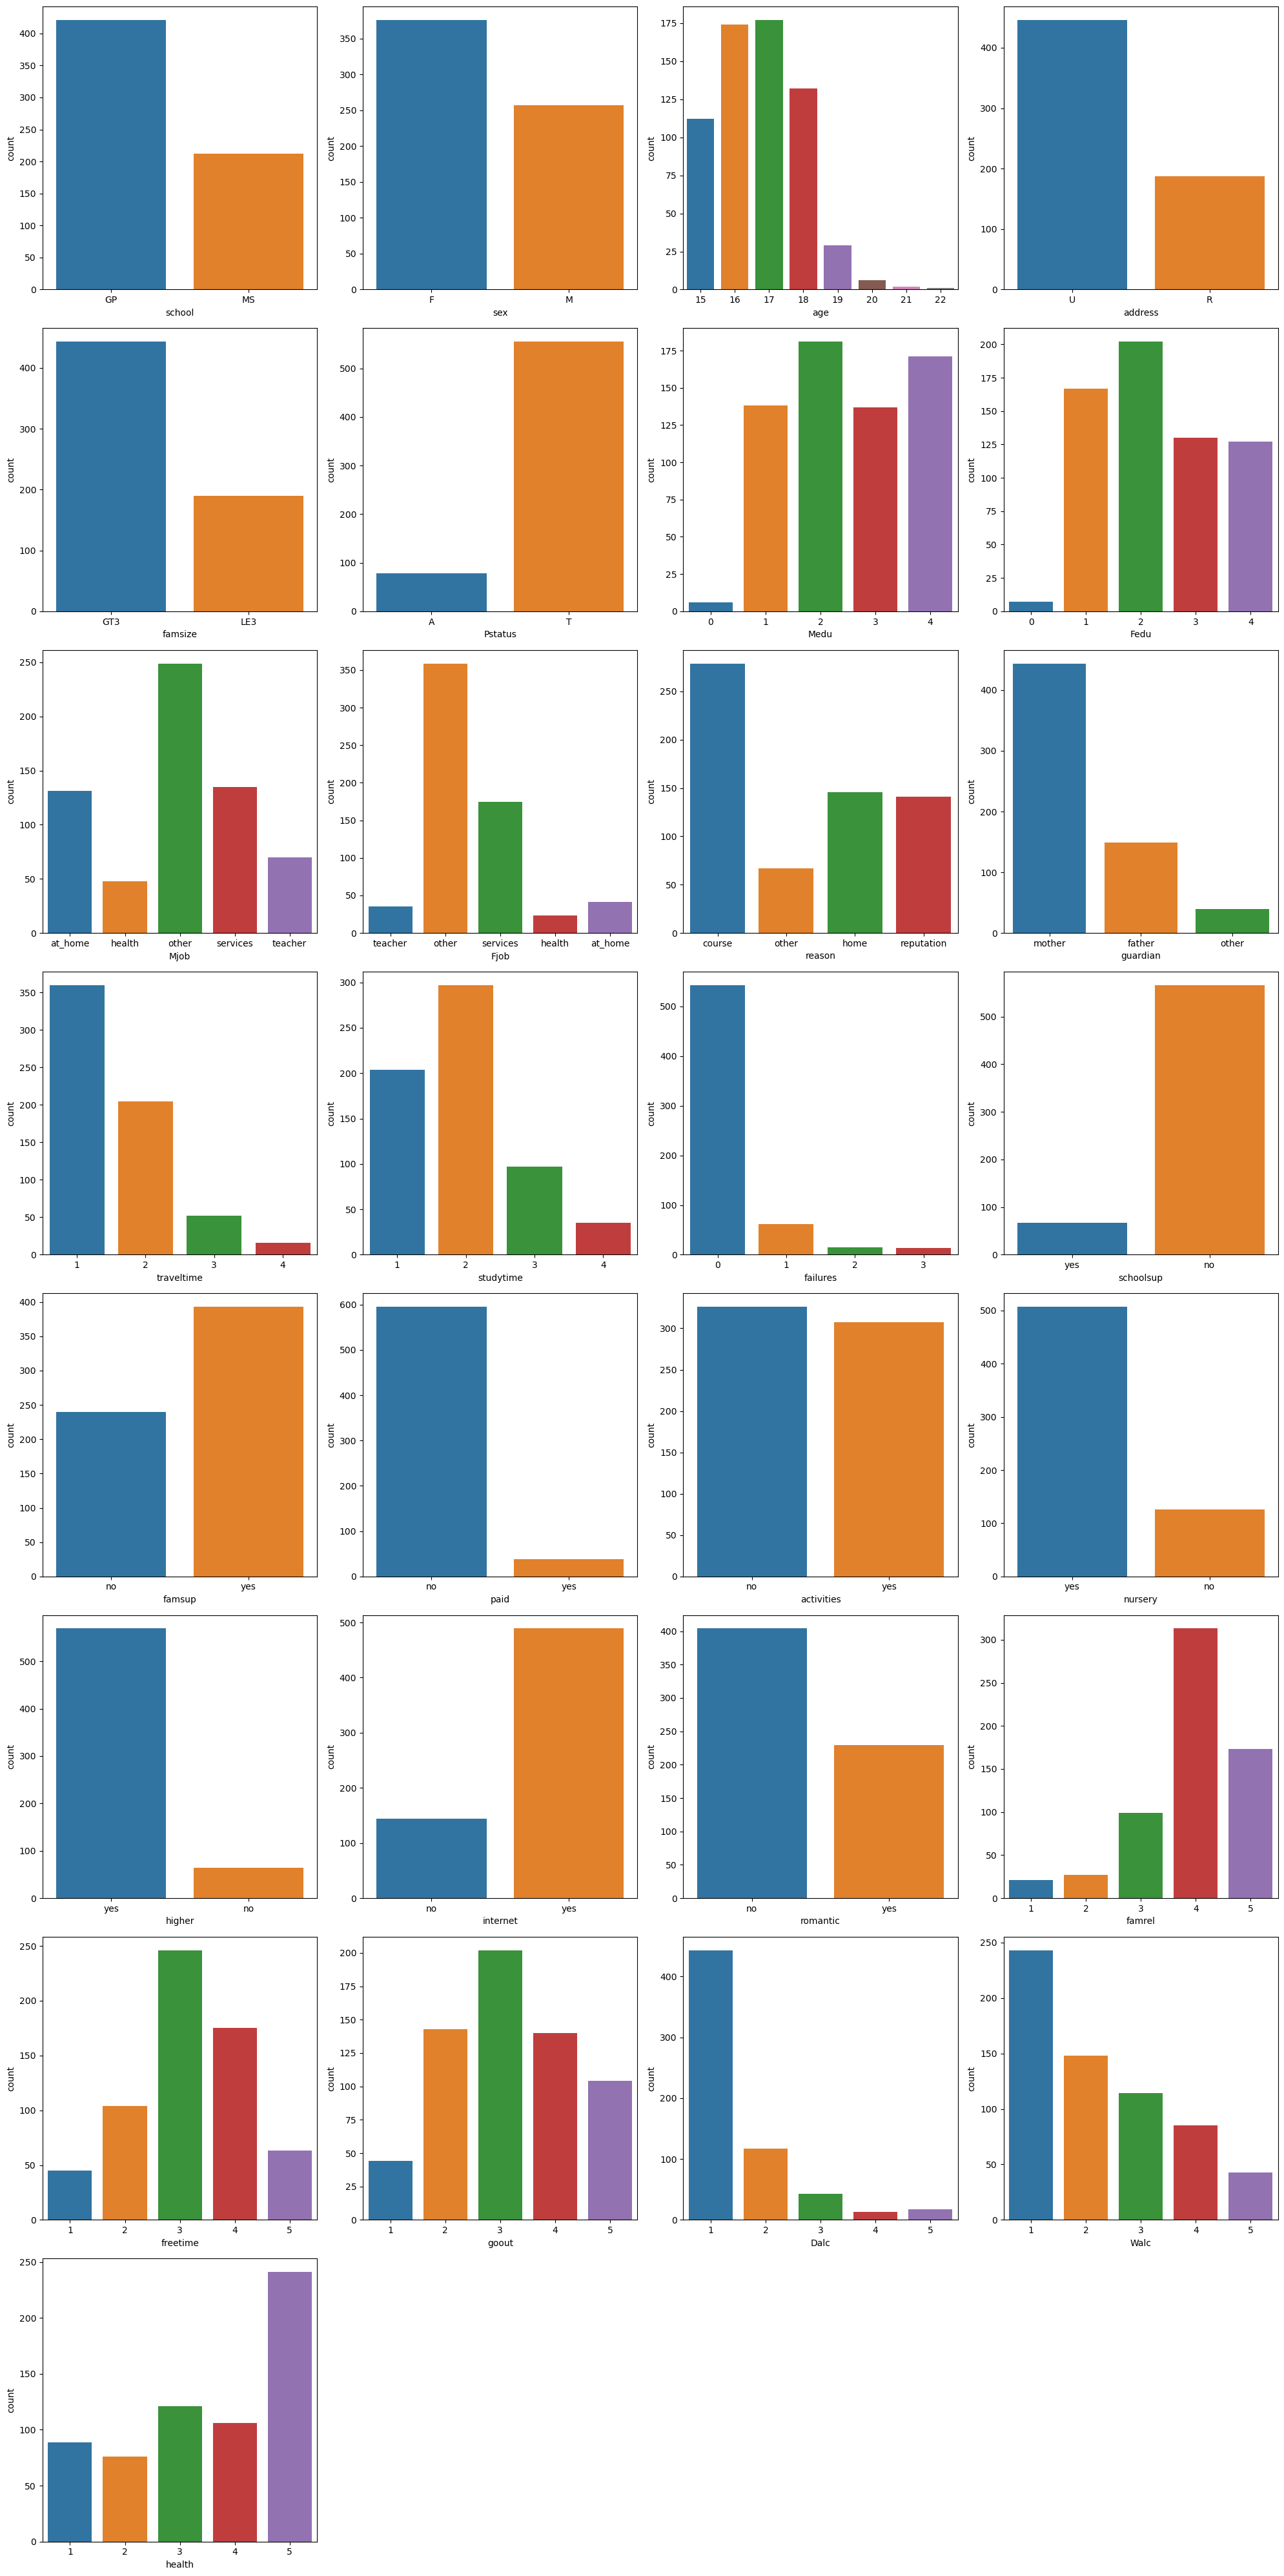 count
400
350
300
250
200
150
100
50
0
GP MS
school
count
350
300
250
200
150
100
50
0
F M
sex
count
175
150
125
100
75
50
25
0
15 16 17 18 19 20 21 22
age
count
400
300
200
100
0
U R
address
count
400
300
200
100
0
GT3 LE3
famsize
count
500
400
300
200
100
0
A T
Pstatus
count
175
150
125
100
75
50
25
0
0 1 2 3 4
Medu
count
200
175
150
125
100
75
50
25
0
0 1 2 3 4
Fedu
count
250
200
150
100
50
0
at_home health other services teacher
Mjob
count
350
300
250
200
150
100
50
0
teacher other services health at_home
Fjob
count
250
200
150
100
50
0
course other home reputation
reason
count
400
300
200
100
0
mother father other
guardian
count
350
300
250
200
150
100
50
0
1 2 3 4
traveltime
count
300
250
200
150
100
50
0
1 2 3 4
studytime
count
500
400
300
200
100
0
0 1 2 3
failures
count
500
400
300
200
100
0
yes no
schoolsup
count
400
350
300
250
200
150
100
50
0
no yes
famsup
count
600
500
400
300
200
100
0
no yes
paid
count
300
250
200
150
100
50
0
no yes
activities
count
500
400
300
200
100
0
yes no
nursery
count
500
400
300
200
100
0
yes no
higher
count
500
400
300
200
100
0
no yes
internet
count
400
350
300
250
200
150
100
50
0
no yes
romantic
count
300
250
200
150
100
50
0
1 2 3 4 5
famrel
count
250
200
150
100
50
0
1 2 3 4 5
freetime
count
200
175
150
125
100
75
50
25
0
1 2 3 4 5
goout
count
400
300
200
100
0
1 2 3 4 5
Dalc
count
250
200
150
100
50
0
1 2 3 4 5
Walc
count
250
200
150
100
50
0
1 2 3 4 5
health